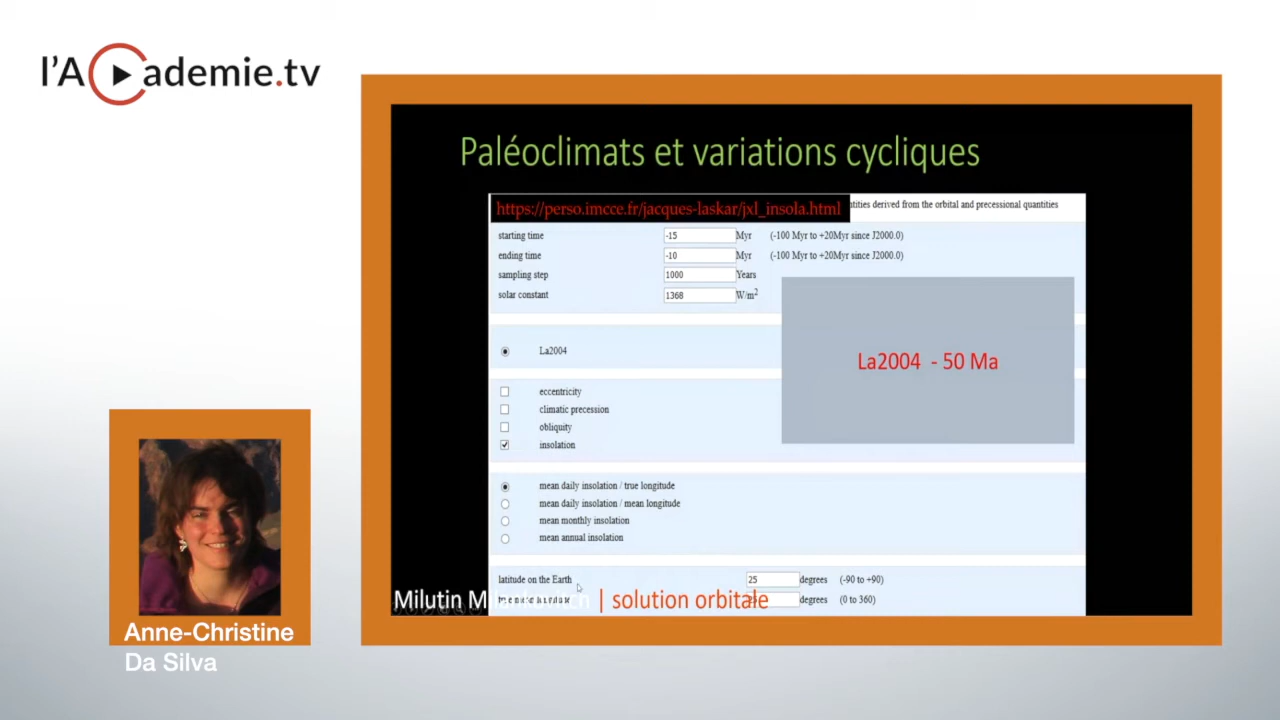 l'Academie.tv
Paléoclimats et variations cycliques
https://perso.imcce.fr/jacques-laskar/jxl_insola.html
ntities derived from the orbital and precessional quantities
starting time -15 Myr (-100 Myr to +20Myr since J2000.0)
ending time -10 Myr (-100 Myr to +20Myr since J2000.0)
sampling step 1000 Years
solar constant 1368 W/m²
La2004
La2004 - 50 Ma
eccentricity
climatic precession
obliquity
insolation
mean daily insolation / true longitude
mean daily insolation / mean longitude
mean monthly insolation
mean annual insolation
latitude on the Earth 25 degrees (-90 to +90)
degrees (0 to 360)
Milutin Milankovitch | solution orbitale
Anne-Christine
Da Silva